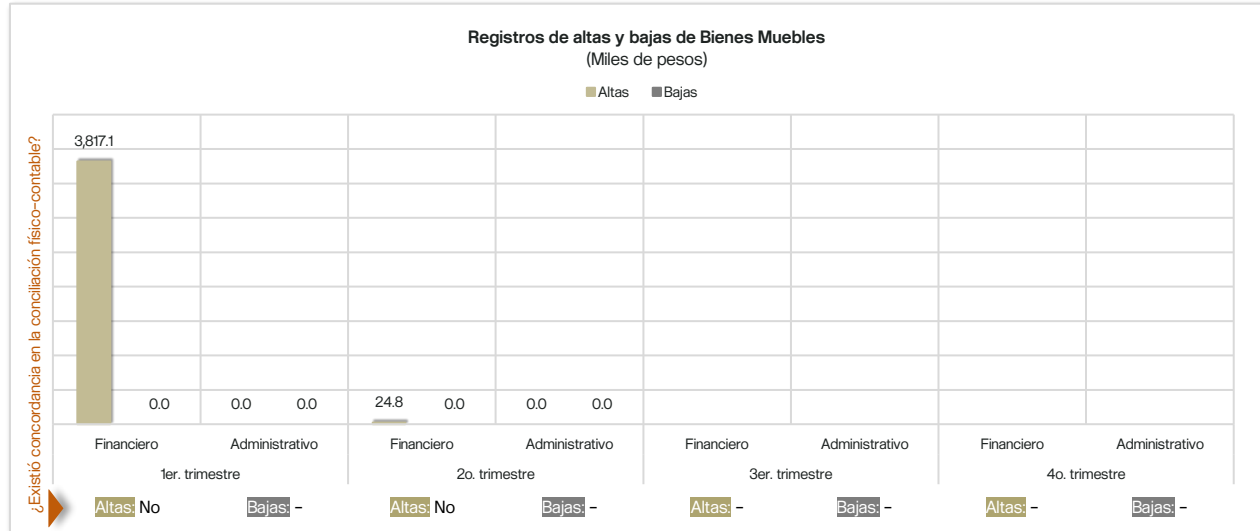 Registros de altas y bajas de Bienes Muebles
(Miles de pesos)
Altas Bajas
¿Existió concordancia en la conciliación físico-contable?
3,817.1
0.0 0.0 0.0 24.8 0.0 0.0 0.0
Financiero Administrativo Financiero Administrativo Financiero Administrativo Financiero Administrativo
1er. trimestre 2o. trimestre 3er. trimestre 4o. trimestre
Altas: No Bajas: – Altas: No Bajas: – Altas: – Bajas: – Altas: – Bajas: –